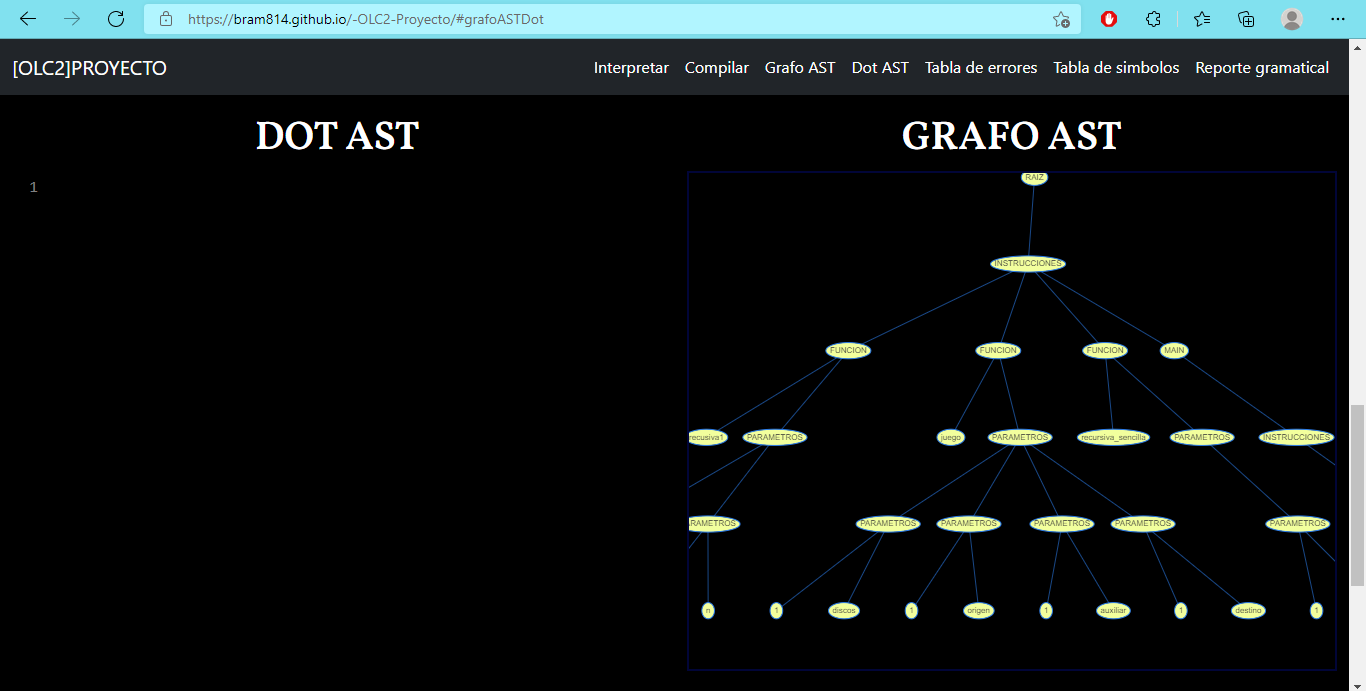 https://bram814.github.io/-OLC2-Proyecto/#grafoASTDot
[OLC2]PROYECTO Interpretar Compilar Grafo AST Dot AST Tabla de errores Tabla de simbolos Reporte gramatical
DOT AST
1
GRAFO AST
RAIZ
INSTRUCCIONES
FUNCION FUNCION FUNCION MAIN
recusiva1 PARAMETROS juego PARAMETROS recursiva_sencilla PARAMETROS INSTRUCCIONES
ARAMETROS PARAMETROS PARAMETROS PARAMETROS PARAMETROS PARAMETROS
n 1 discos 1 origen 1 auxiliar 1 destino 1